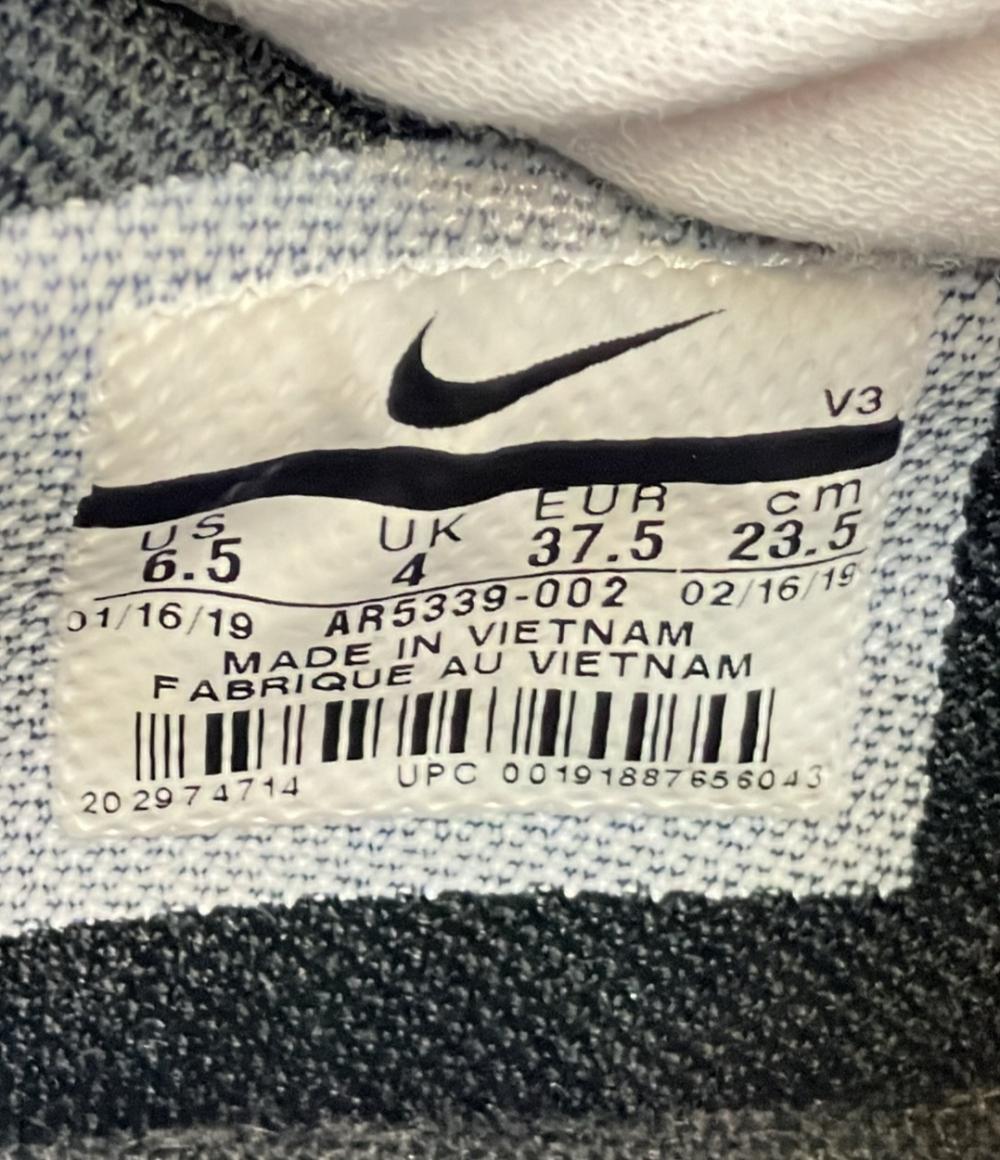 V3
US UK EUR cm
6.5 4 37.5 23.5
01/16/19 AR5339-002 02/16/19
MADE IN VIETNAM
FABRIQUE AU VIETNAM
202974714 UPC 00191887656043